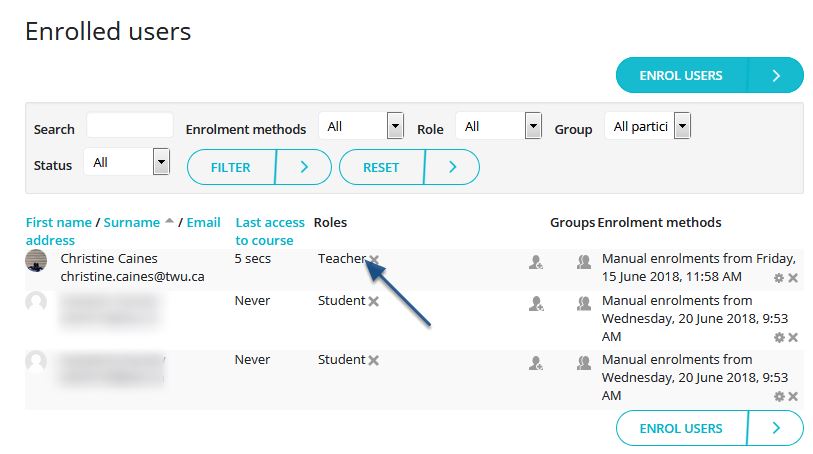 Enrolled users
ENROL USERS
Search Enrolment methods All Role All Group All partici
Status All FILTER RESET
First name / Surname / Email address Last access to course Roles Groups Enrolment methods
Christine Caines 5 secs Teacher Manual enrolments from Friday,
christine.caines@twu.ca 15 June 2018, 11:58 AM
Never Student Manual enrolments from
Wednesday, 20 June 2018, 9:53
AM
Never Student Manual enrolments from
Wednesday, 20 June 2018, 9:53
AM
ENROL USERS